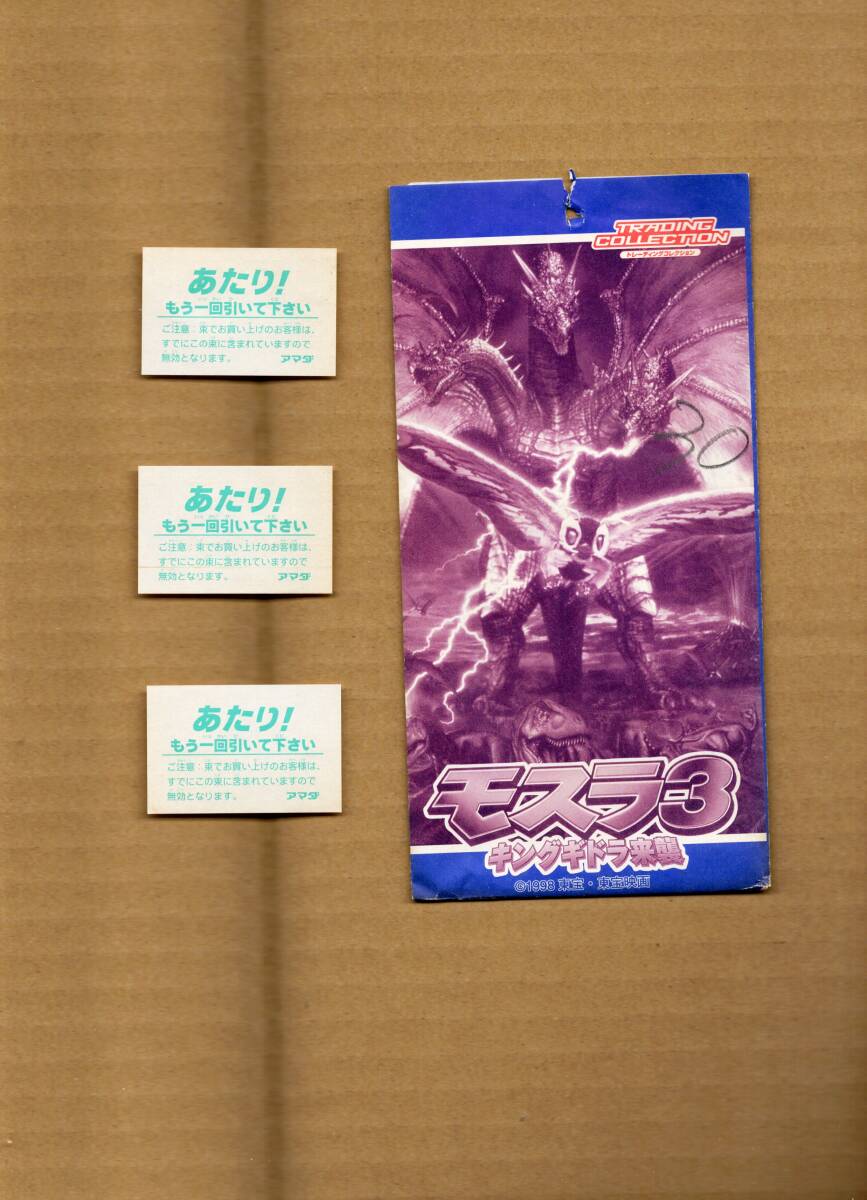 あたり!
もう一回引いて下さい
ご注意:束でお買い上げのお客様は、
すでにこの束に含まれていますので
無効となります。 アマダ
あたり!
もう一回引いて下さい
ご注意:束でお買い上げのお客様は、
すでにこの束に含まれていますので
無効となります。 アマダ
あたり!
もう一回引いて下さい
ご注意:束でお買い上げのお客様は、
すでにこの束に含まれていますので
無効となります。 アマダ
TRADING
COLLECTION
トレーディングコレクション
30
モスラ3
キングギドラ来襲
©1998 東宝・東宝映画